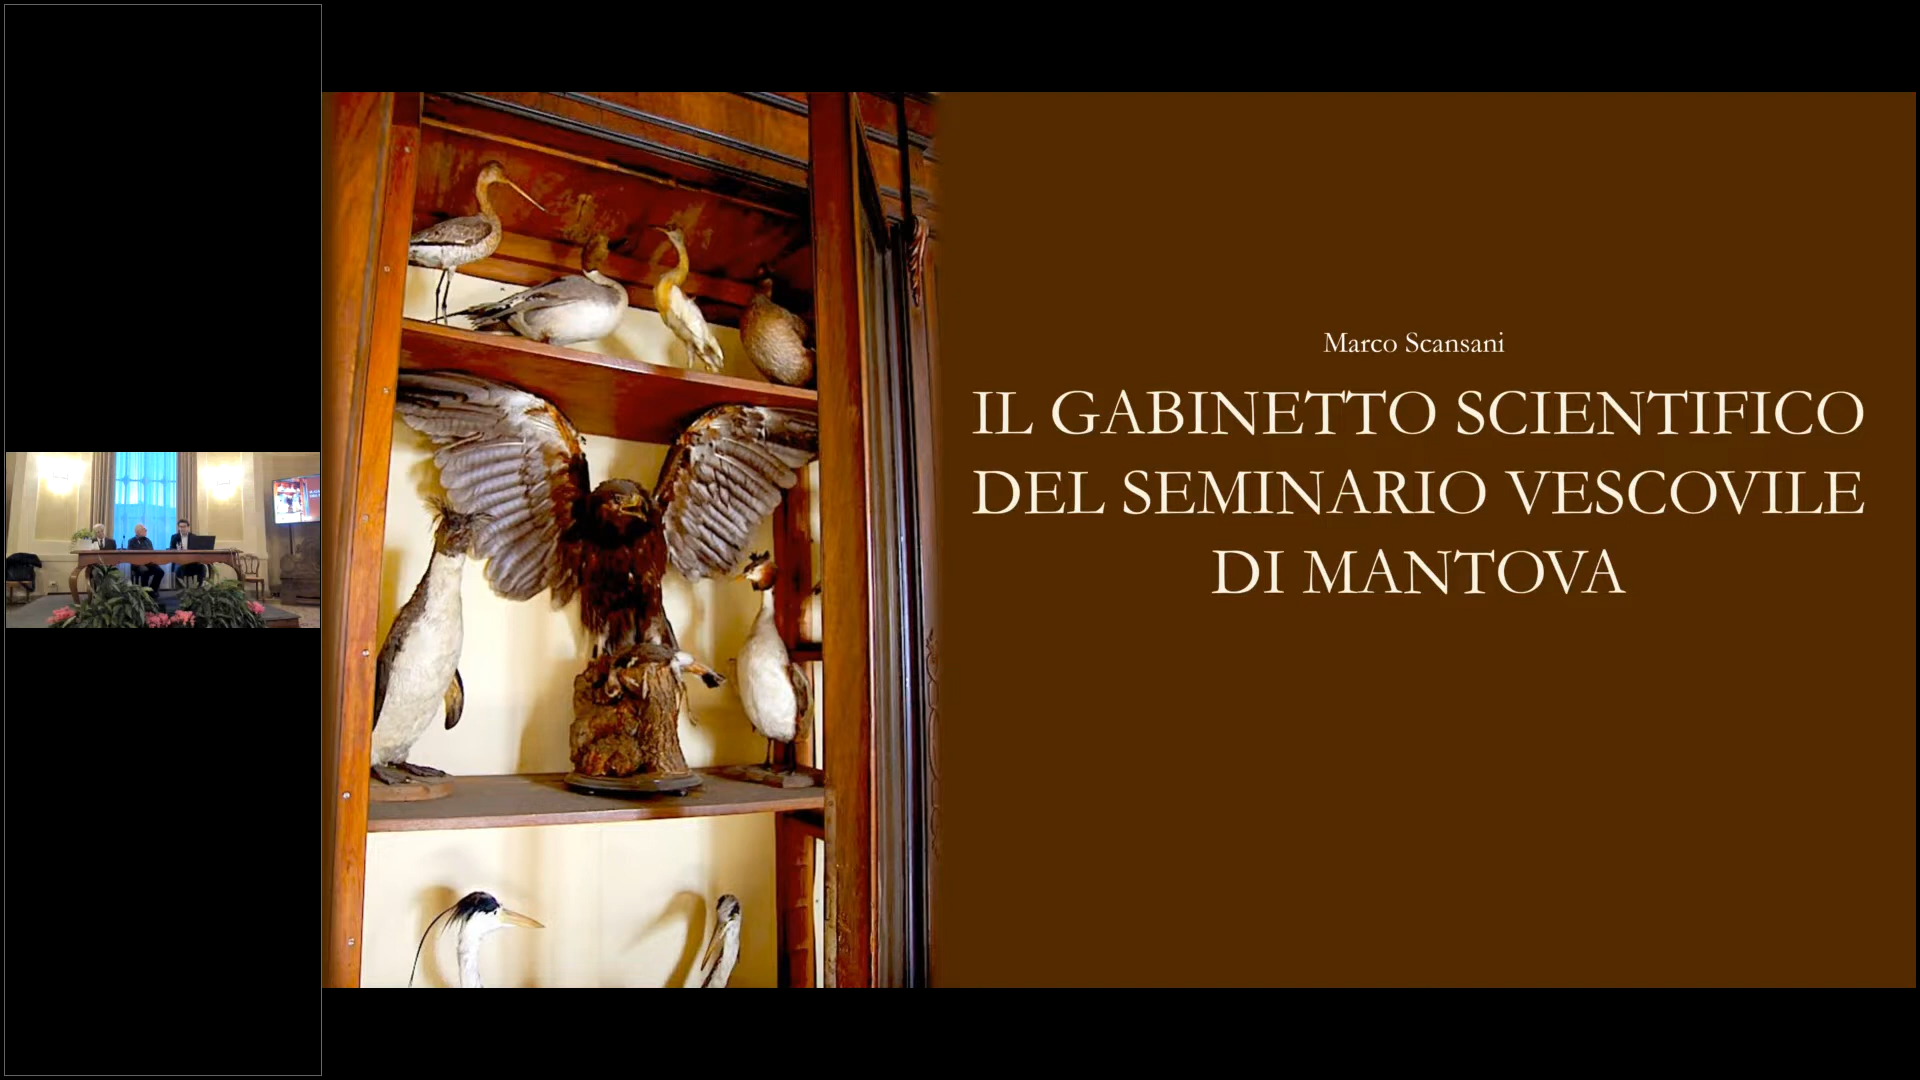 Marco Scansani
IL GABINETTO SCIENTIFICO
DEL SEMINARIO VESCOVILE
DI MANTOVA